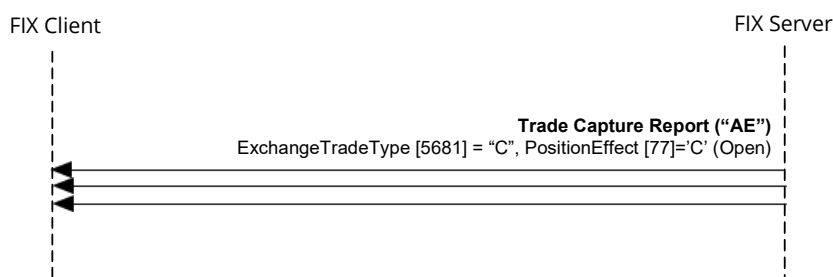 FIX Client
FIX Server
Trade Capture Report (“AE”)
ExchangeTradeType [5681] = “C”, PositionEffect [77]=’C’ (Open)